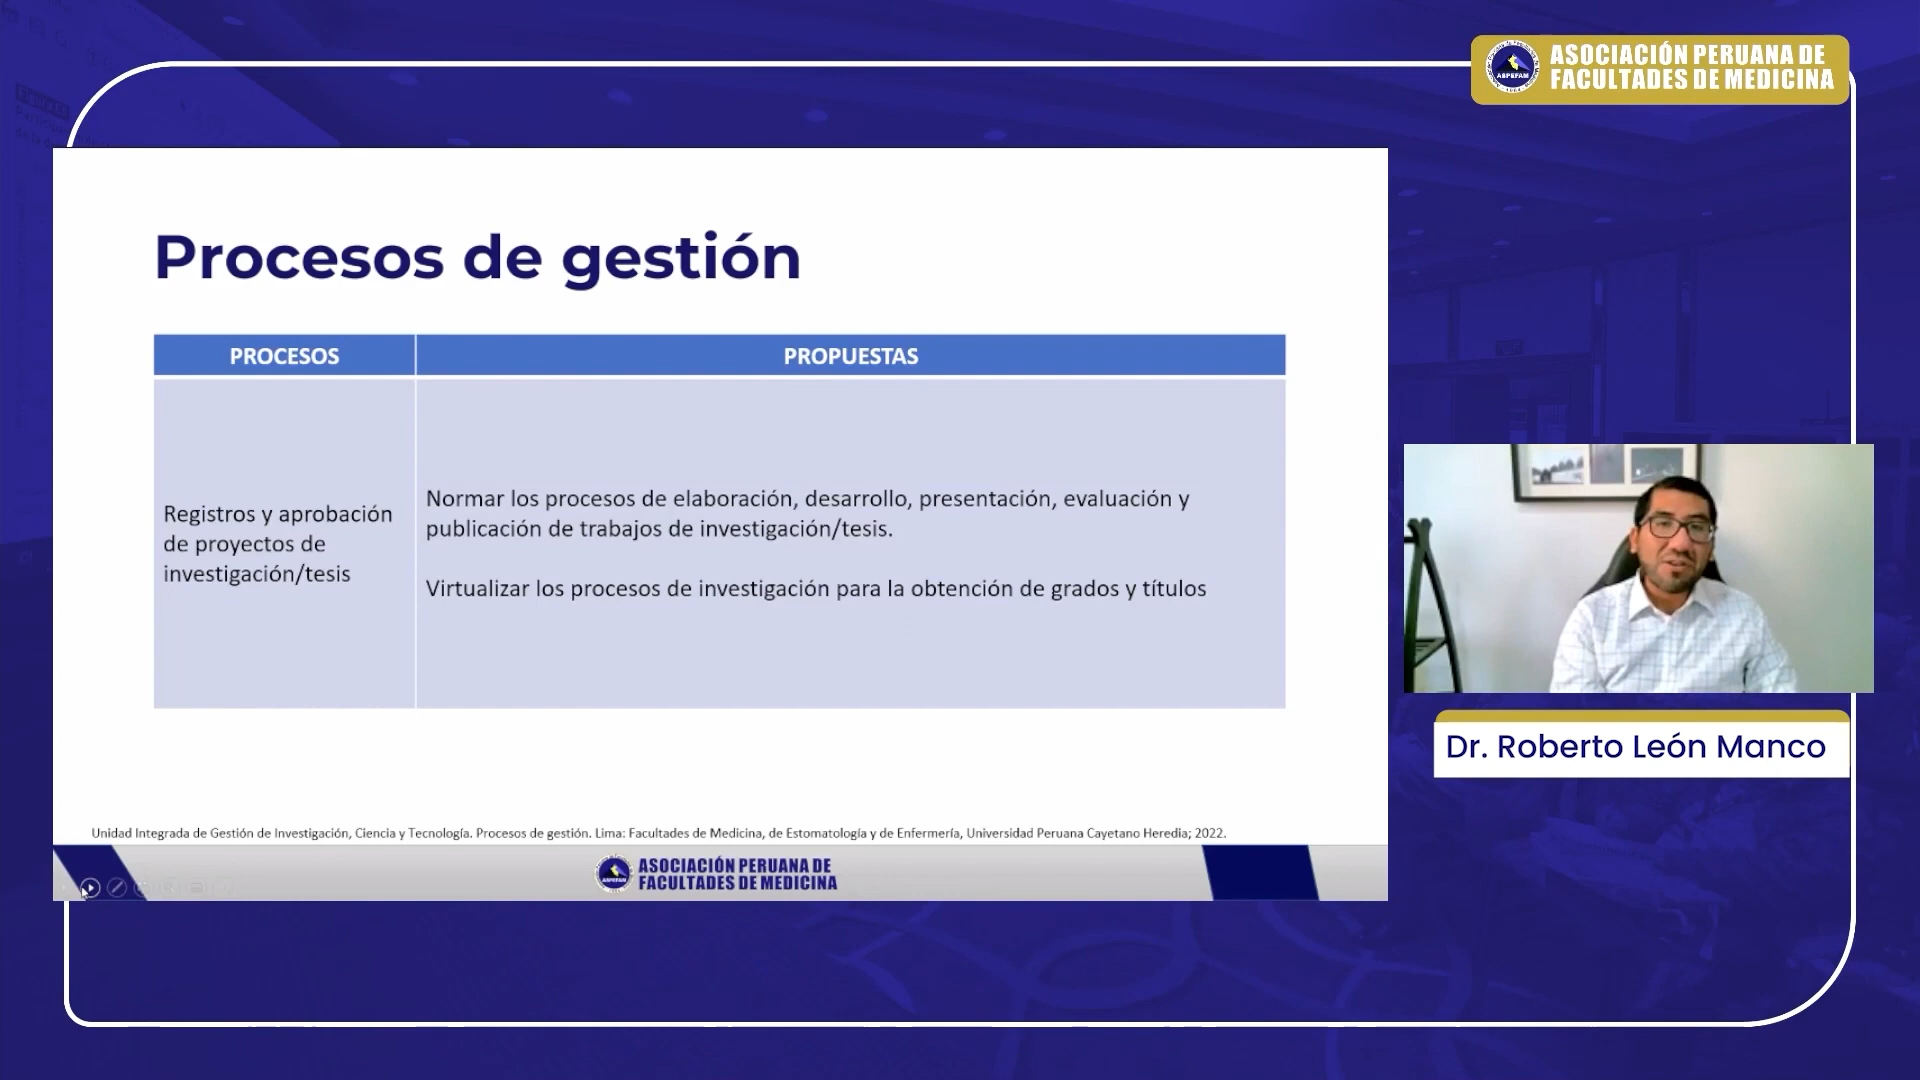 ASOCIACIÓN PERUANA DE
FACULTADES DE MEDICINA
ASPEFAM
Procesos de gestión
PROCESOS
PROPUESTAS
Registros y aprobación
de proyectos de
investigación/tesis
Normar los procesos de elaboración, desarrollo, presentación, evaluación y
publicación de trabajos de investigación/tesis.
Virtualizar los procesos de investigación para la obtención de grados y títulos
Unidad Integrada de Gestión de Investigación, Ciencia y Tecnología. Procesos de gestión. Lima: Facultades de Medicina, de Estomatología y de Enfermería, Universidad Peruana Cayetano Heredia; 2022.
ASPEFAM
ASOCIACIÓN PERUANA DE
FACULTADES DE MEDICINA
Dr. Roberto León Manco